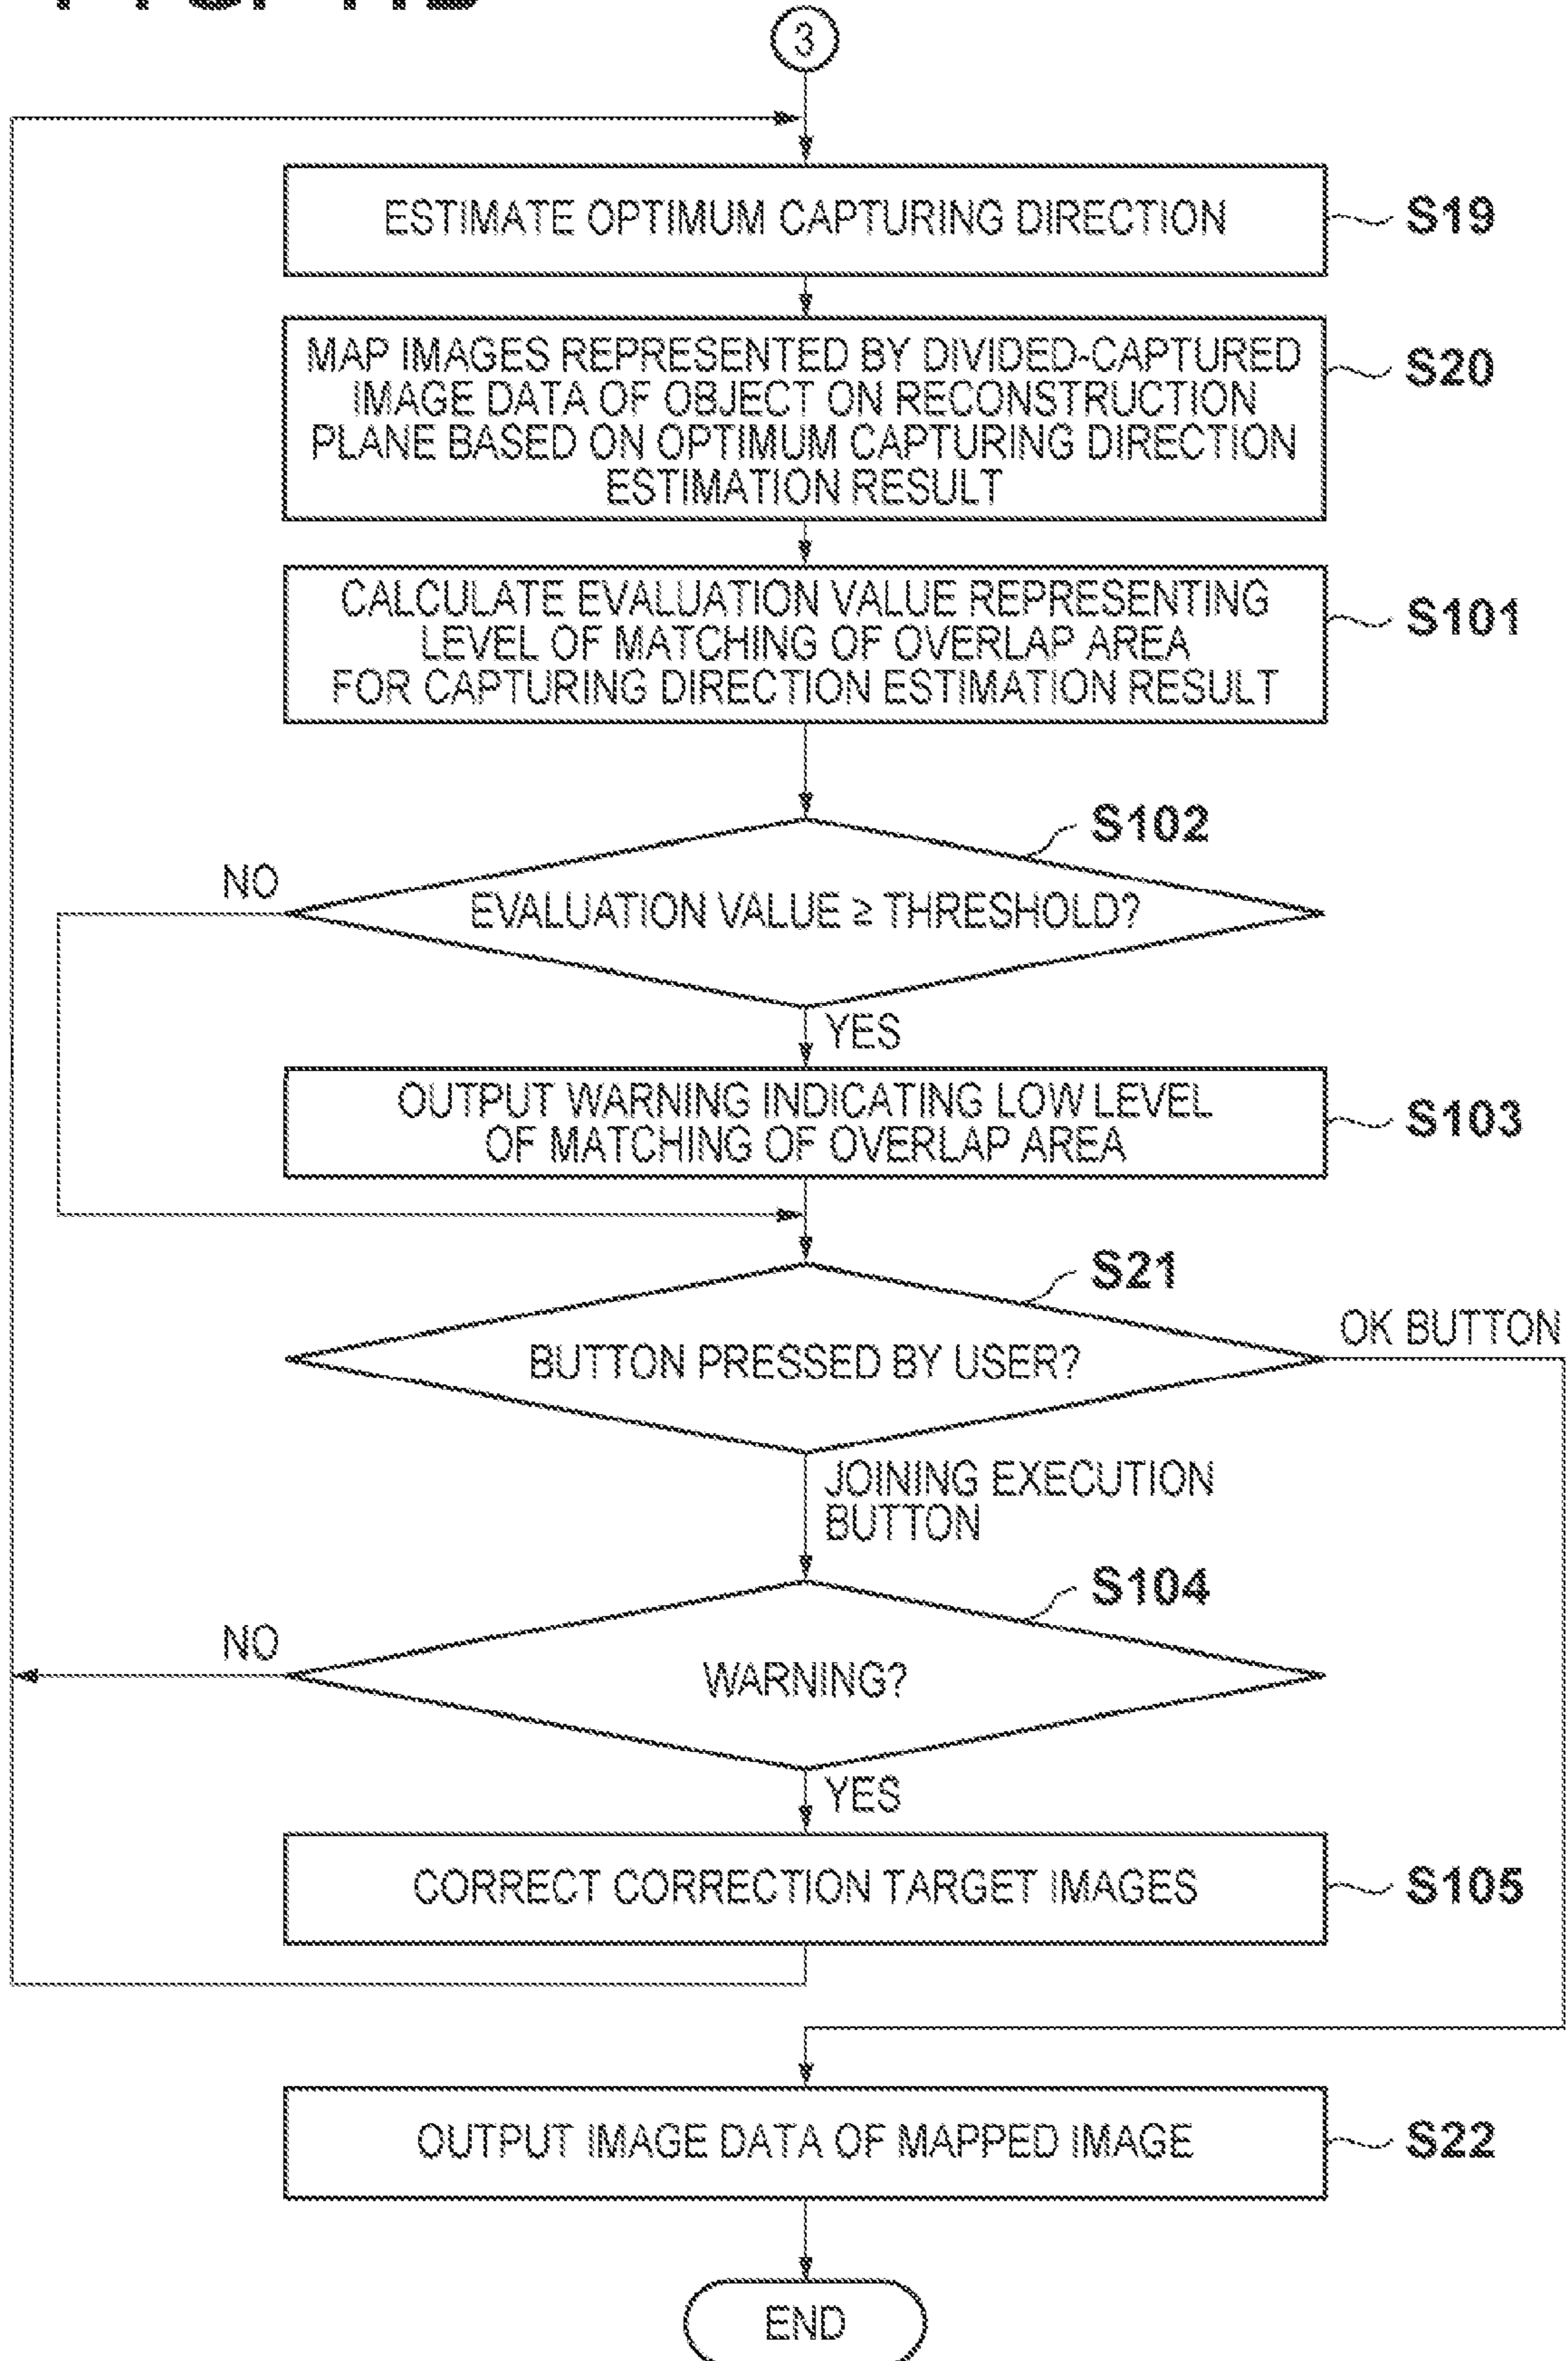 3
ESTIMATE OPTIMUM CAPTURING DIRECTION
S19
MAP IMAGES REPRESENTED BY DIVIDED-CAPTURED
IMAGE DATA OF OBJECT ON RECONSTRUCTION
PLANE BASED ON OPTIMUM CAPTURING DIRECTION
ESTIMATION RESULT
S20
CALCULATE EVALUATION VALUE REPRESENTING
LEVEL OF MATCHING OF OVERLAP AREA
FOR CAPTURING DIRECTION ESTIMATION RESULT
S101
S102
NO
EVALUATION VALUE ≥ THRESHOLD?
YES
OUTPUT WARNING INDICATING LOW LEVEL
OF MATCHING OF OVERLAP AREA
S103
S21
OK BUTTON
BUTTON PRESSED BY USER?
JOINING EXECUTION
BUTTON
S104
NO
WARNING?
YES
CORRECT CORRECTION TARGET IMAGES
S105
OUTPUT IMAGE DATA OF MAPPED IMAGE
S22
END